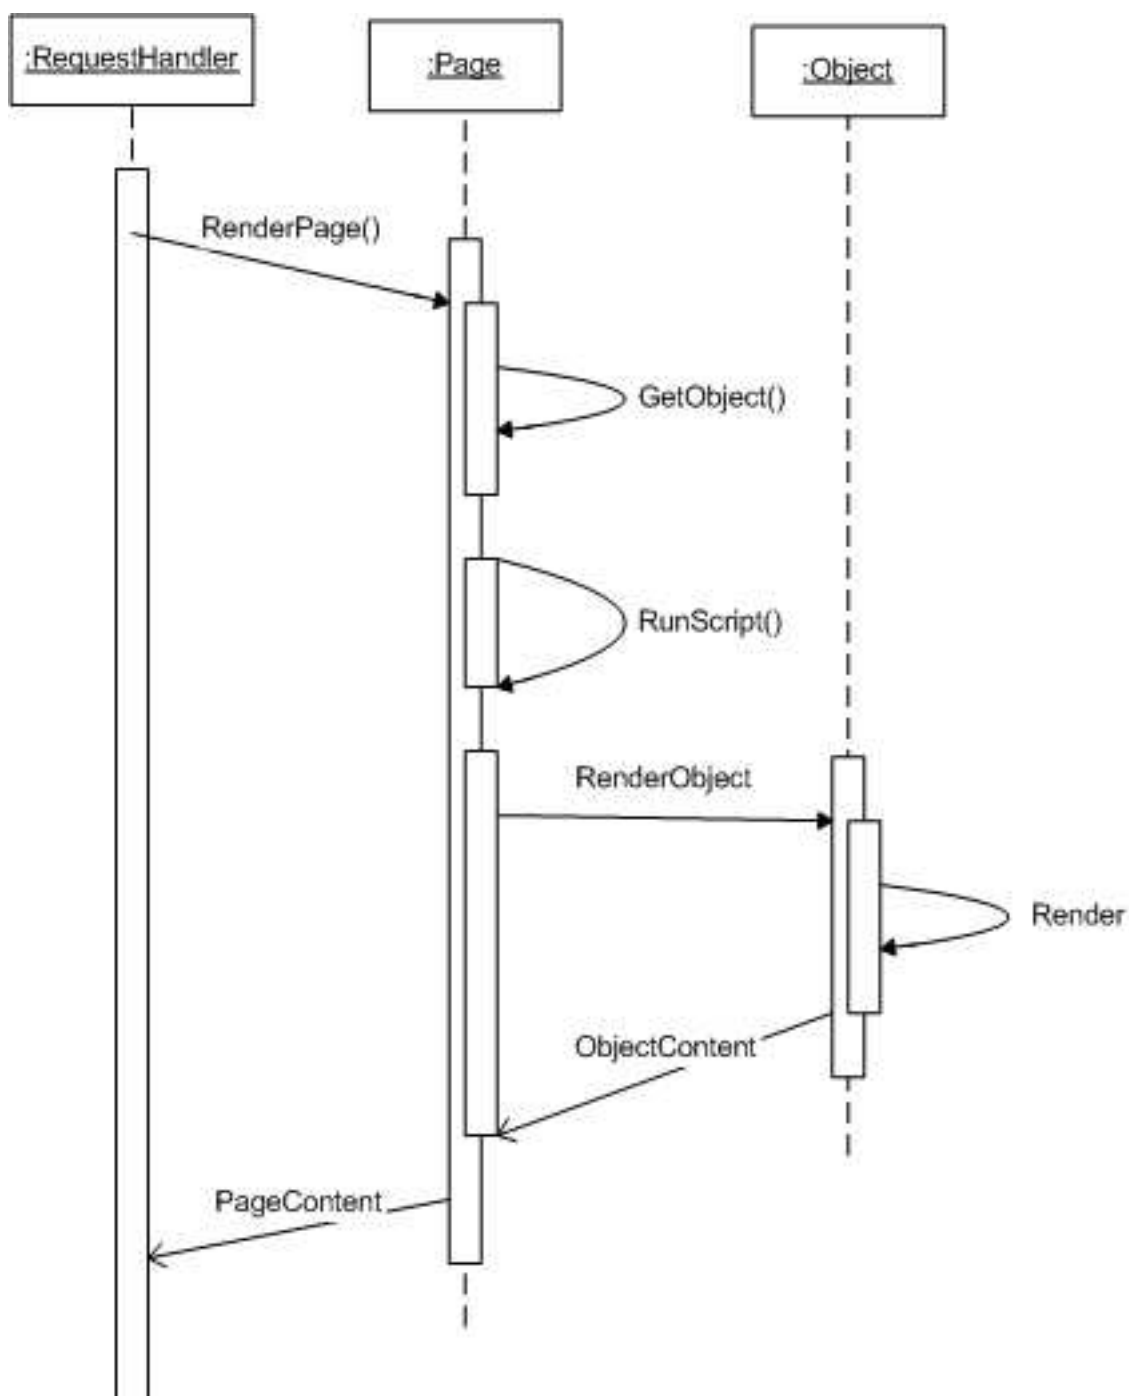 :RequestHandler
:Page
:Object
RenderPage()
GetObject()
RunScript()
RenderObject
Render
ObjectContent
PageContent